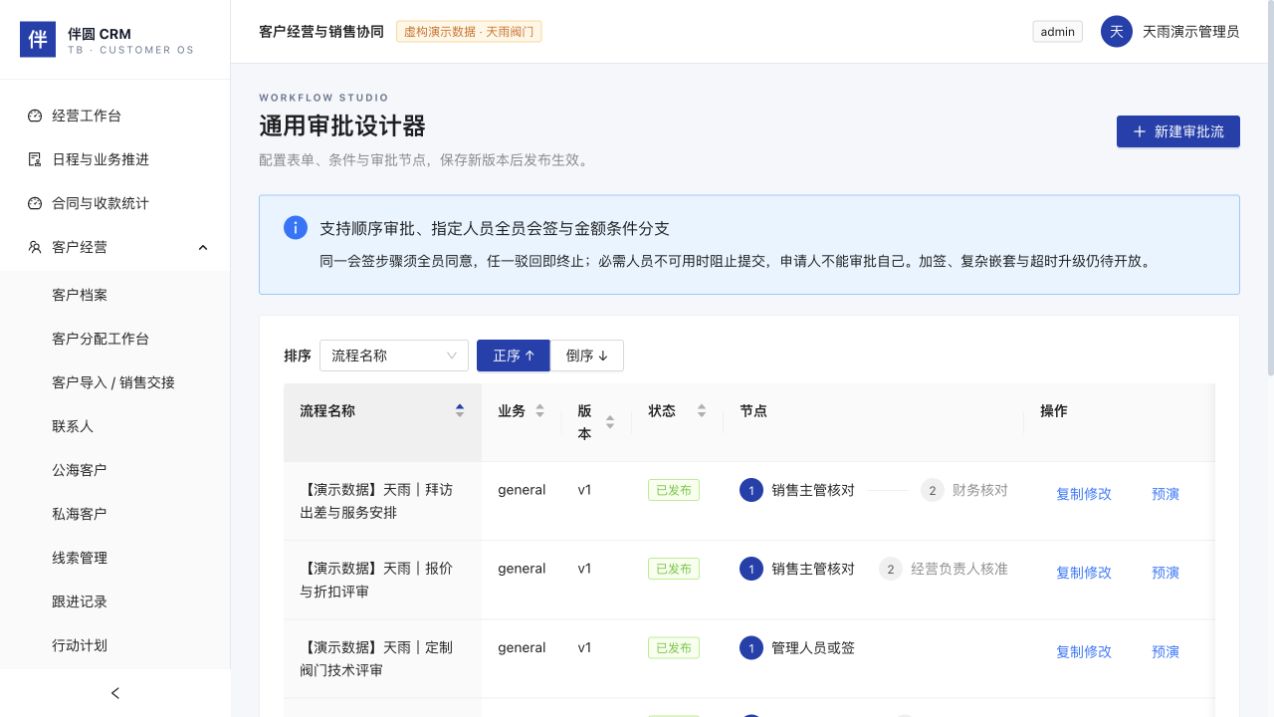 伴
伴圆 CRM
TB · CUSTOMER OS
客户经营与销售协同
虚构演示数据 · 天雨阀门
admin
天
天雨演示管理员
经营工作台
日程与业务推进
合同与收款统计
客户经营
客户档案
客户分配工作台
客户导入 / 销售交接
联系人
公海客户
私海客户
线索管理
跟进记录
行动计划
WORKFLOW STUDIO
通用审批设计器
配置表单、条件与审批节点，保存新版本后发布生效。
＋ 新建审批流
支持顺序审批、指定人员全员会签与金额条件分支
同一会签步骤须全员同意，任一驳回即终止；必需人员不可用时阻止提交，申请人不能审批自己。加签、复杂嵌套与超时升级仍待开放。
排序
流程名称
正序 ↑
倒序 ↓
流程名称
业务
版
本
状态
节点
操作
【演示数据】天雨｜拜访
出差与服务安排
general
v1
已发布
1 销售主管核对
2 财务核对
复制修改
预演
【演示数据】天雨｜报价
与折扣评审
general
v1
已发布
1 销售主管核对
2 经营负责人核准
复制修改
预演
【演示数据】天雨｜定制
阀门技术评审
general
v1
已发布
1 管理人员或签
复制修改
预演